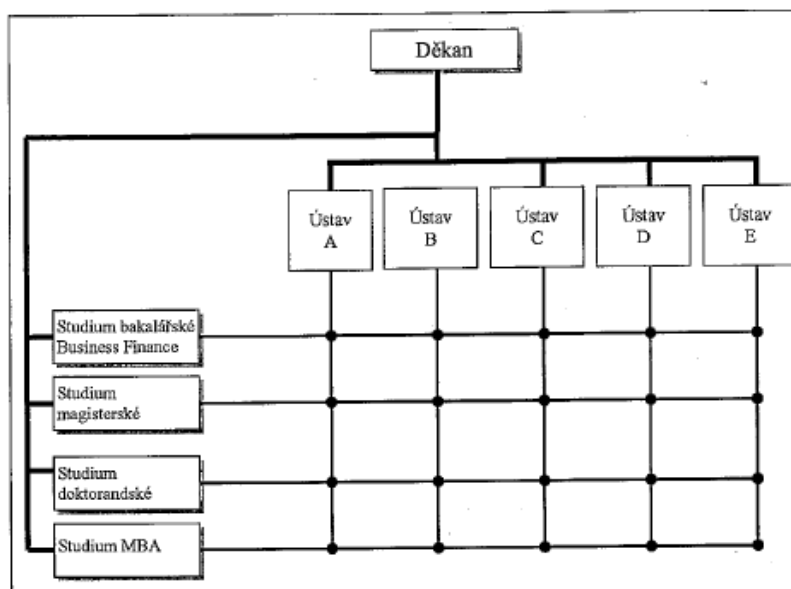 Děkan
Ústav
A
Ústav
B
Ústav
C
Ústav
D
Ústav
E
Studium bakalářské
Business Finance
Studium
magisterské
Studium
doktorandské
Studium MBA